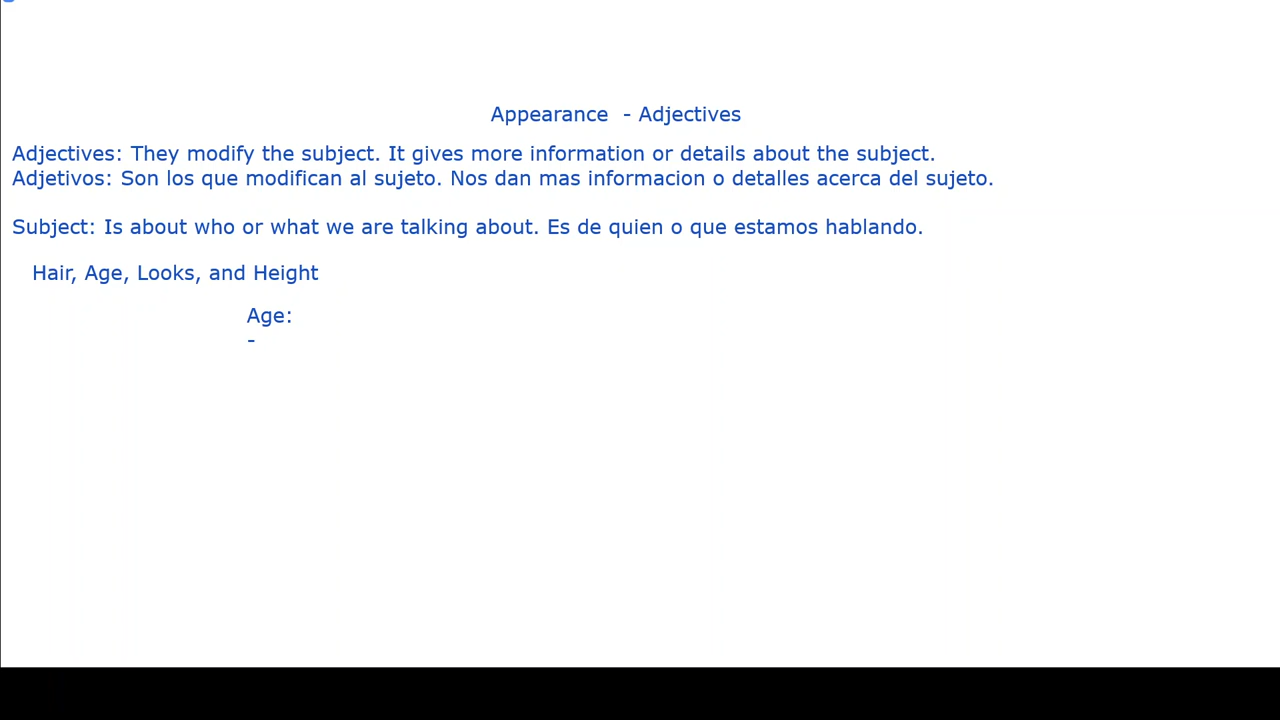 Appearance  - Adjectives
Adjectives: They modify the subject. It gives more information or details about the subject.
Adjetivos: Son los que modifican al sujeto. Nos dan mas informacion o detalles acerca del sujeto.
Subject: Is about who or what we are talking about. Es de quien o que estamos hablando.
Hair, Age, Looks, and Height
Age:
-